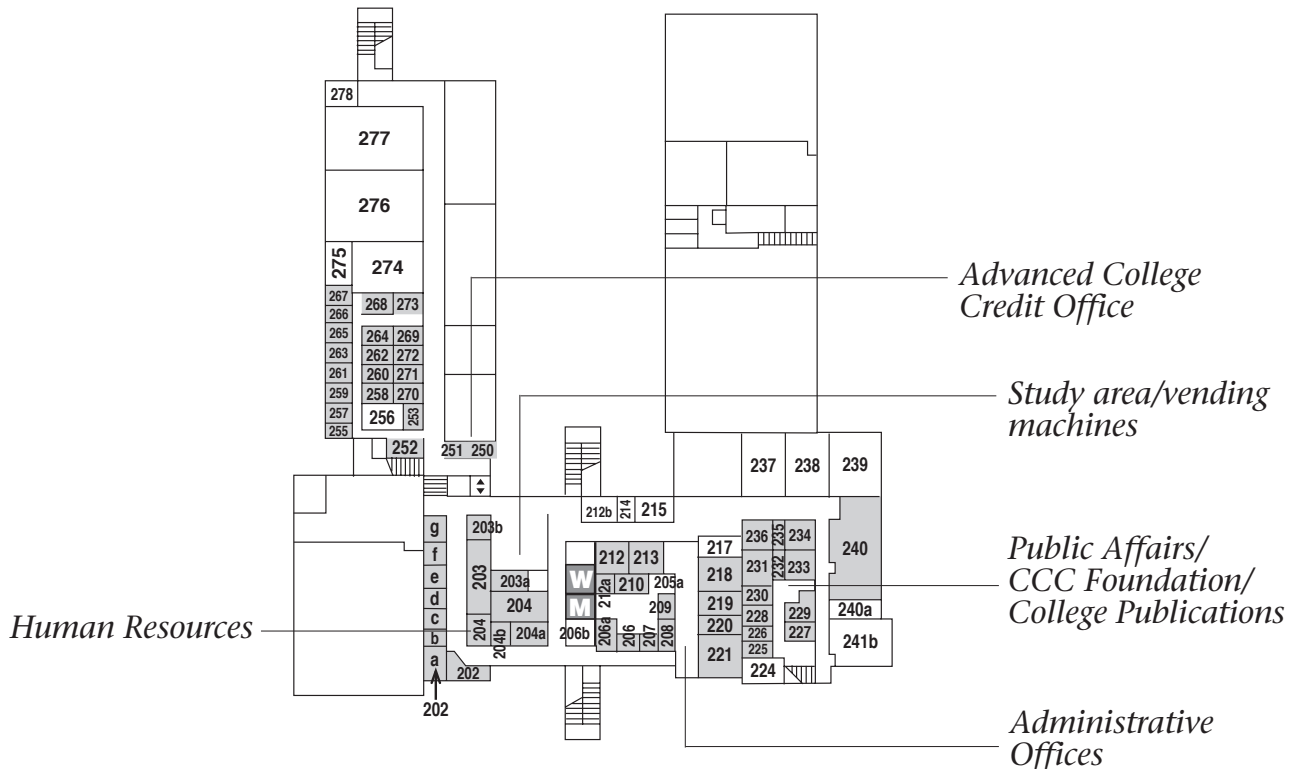 278
277
276
275
274
267
268 273
266
265
264 269
263
262 272
261
260 271
259
258 270
257
256
253
255
252
251 250
Advanced College
Credit Office
Study area/vending
machines
237 238 239
212b 214 215
g
f
e
d
c
b
a
202
202
203b
203
203a
204
204
204b
204a
W
M
206b
212 213
212a
210
205a
209
206a
206
207
208
217
218
219
220
221
236
235
234
231
232
233
230
228
229
226
227
225
224
240
240a
241b
Public Affairs/
CCC Foundation/
College Publications
Human Resources
Administrative
Offices